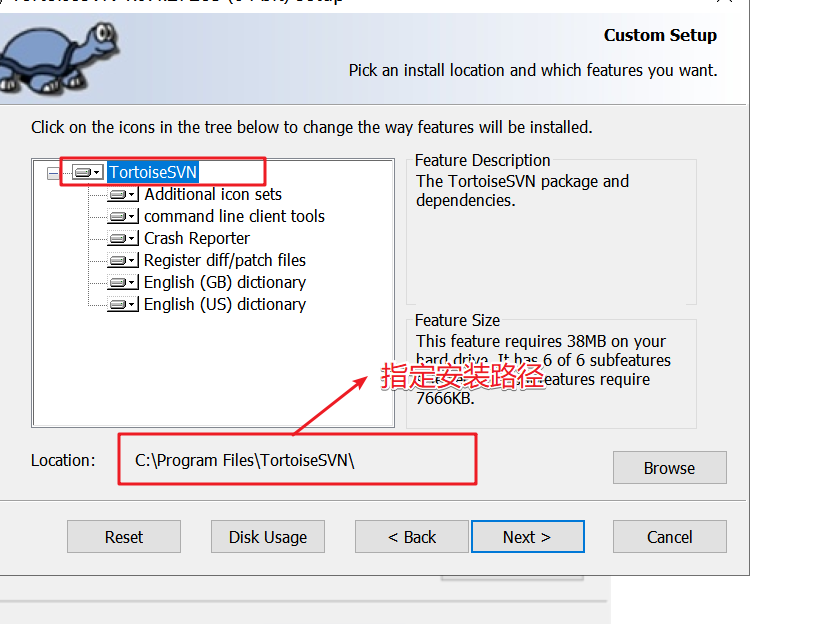 Custom Setup
Pick an install location and which features you want.
Click on the icons in the tree below to change the way features will be installed.
TortoiseSVN
Additional icon sets
command line client tools
Crash Reporter
Register diff/patch files
English (GB) dictionary
English (US) dictionary
Feature Description
The TortoiseSVN package and
dependencies.
Feature Size
This feature requires 38MB on your
hard drive. It has 6 of 6 subfeatures
features require
7666KB.
指定安装路径
Location:
C:\Program Files\TortoiseSVN\
Browse
Reset
Disk Usage
< Back
Next >
Cancel